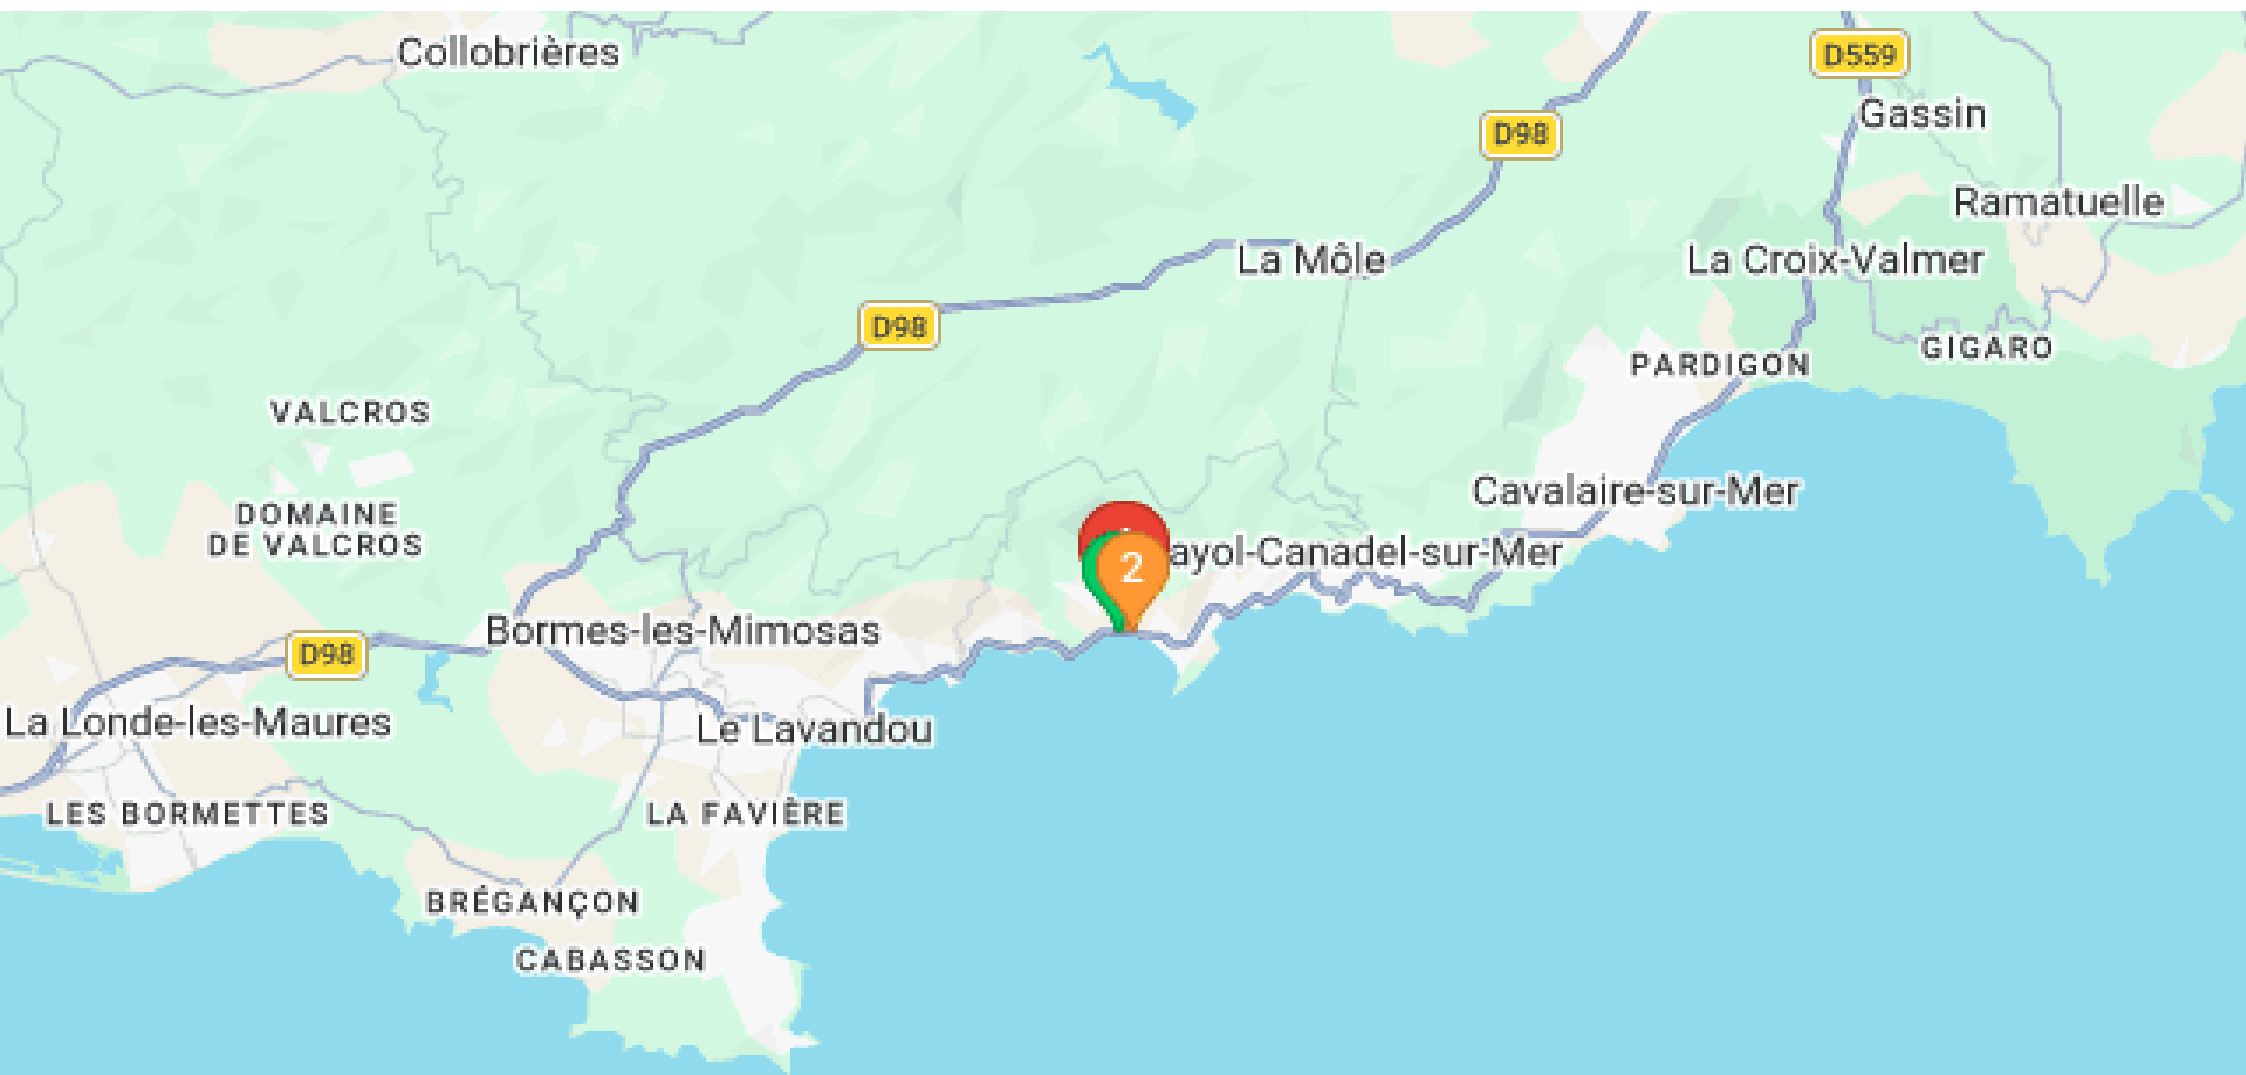 Collobrières
D559
Gassin
D98
Ramatuelle
La Môle
La Croix-Valmer
D98
GIGARO
PARDIGON
VALCROS
Cavalaire-sur-Mer
DOMAINE
DE VALCROS
ayol-Canadel-sur-Mer
2
Bormes-les-Mimosas
D98
La Londe-les-Maures
Le Lavandou
LES BORMETTES
LA FAVIÈRE
BRÉGANÇON
CABASSON